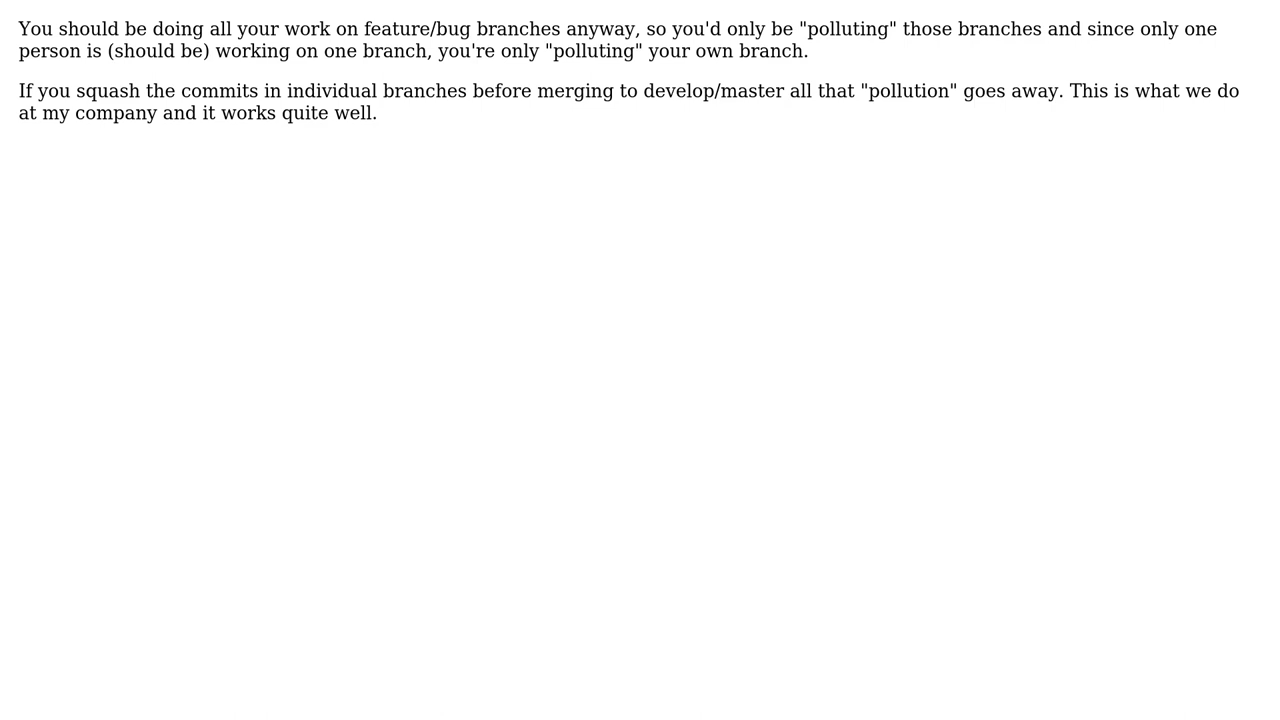 You should be doing all your work on feature/bug branches anyway, so you'd only be "polluting" those branches and since only one
person is (should be) working on one branch, you're only "polluting" your own branch.
If you squash the commits in individual branches before merging to develop/master all that "pollution" goes away. This is what we do
at my company and it works quite well.